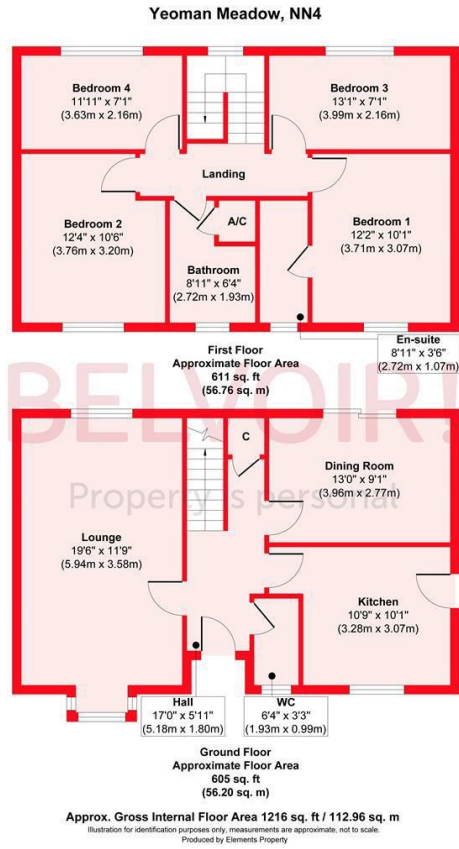 Yeoman Meadow, NN4
Bedroom 4
11'11" x 7'1"
(3.63m x 2.16m)
Bedroom 3
13'1" x 7'1"
(3.99m x 2.16m)
Landing
Bedroom 2
12'4" x 10'6"
(3.76m x 3.20m)
A/C
Bedroom 1
12'2" x 10'1"
(3.71m x 3.07m)
Bathroom
8'11" x 6'4"
(2.72m x 1.93m)
En-suite
8'11" x 3'6"
(2.72m x 1.07m)
First Floor
Approximate Floor Area
611 sq. ft
(56.76 sq. m)
BELVOIR!
Property is personal
C
Dining Room
13'0" x 9'1"
(3.96m x 2.77m)
Lounge
19'6" x 11'9"
(5.94m x 3.58m)
Kitchen
10'9" x 10'1"
(3.28m x 3.07m)
Hall
17'0" x 5'11"
(5.18m x 1.80m)
WC
6'4" x 3'3"
(1.93m x 0.99m)
Ground Floor
Approximate Floor Area
605 sq. ft
(56.20 sq. m)
Approx. Gross Internal Floor Area 1216 sq. ft / 112.96 sq. m
Illustration for identification purposes only, measurements are approximate, not to scale.
Produced by Elements Property